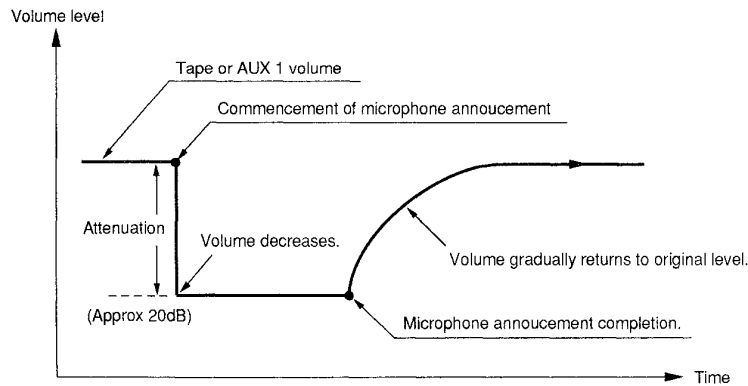 Volume level
Tape or AUX 1 volume
Commencement of microphone annoucement
Attenuation
Volume decreases.
Volume gradually returns to original level.
(Approx 20dB)
Microphone annoucement completion.
Time